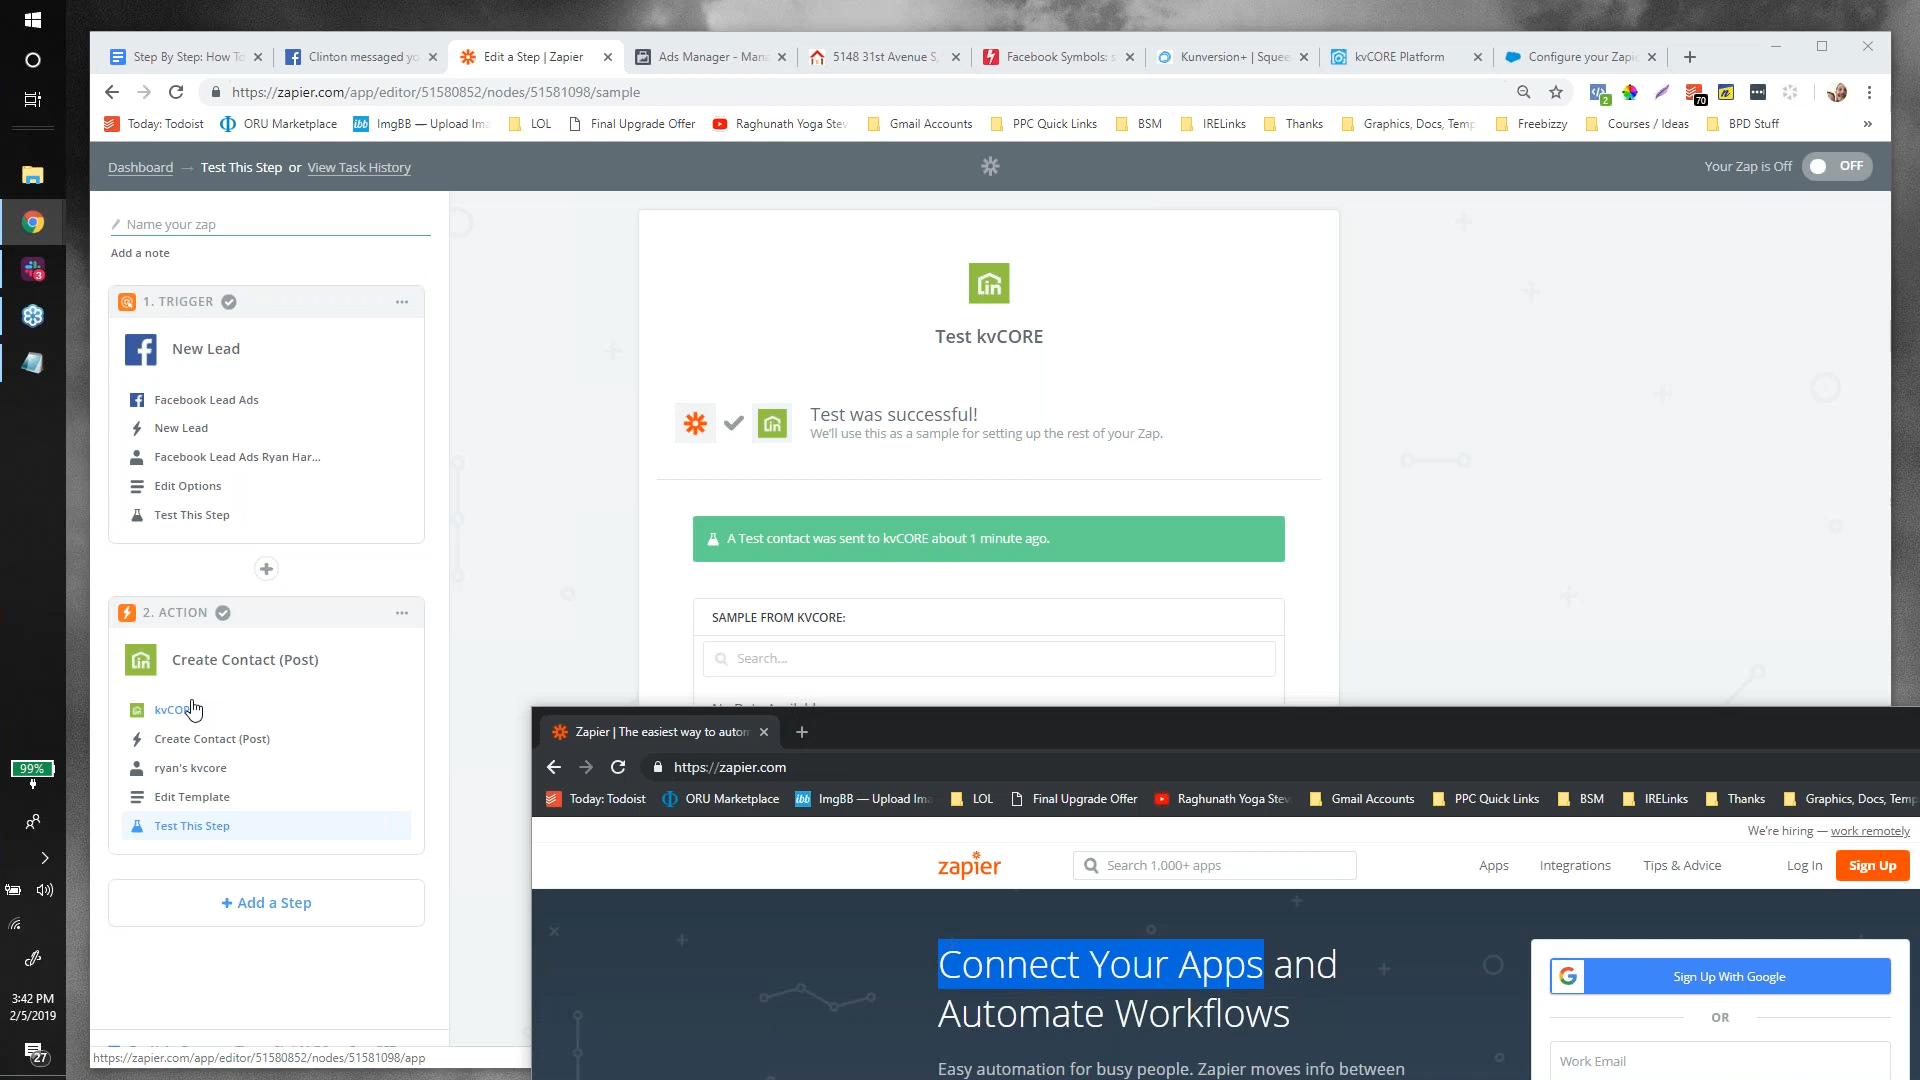 Step By Step: How To
Clinton messaged yo
Edit a Step | Zapier
Ads Manager - Mana
5148 31st Avenue S,
Facebook Symbols: s
Kunversion+ | Squee
kvCORE Platform
Configure your Zapie
https://zapier.com/app/editor/51580852/nodes/51581098/sample
2
70
Today: Todoist
ORU Marketplace
ibb
ImgBB — Upload Ima
LOL
Final Upgrade Offer
Raghunath Yoga Stev
Gmail Accounts
PPC Quick Links
BSM
IRELinks
Thanks
Graphics, Docs, Temp
Freebizzy
Courses / Ideas
BPD Stuff
Dashboard → Test This Step or View Task History
Your Zap is Off
OFF
Name your zap
Add a note
1. TRIGGER
New Lead
Facebook Lead Ads
New Lead
Facebook Lead Ads Ryan Har...
Edit Options
Test This Step
2. ACTION
Create Contact (Post)
kvCO
Create Contact (Post)
ryan's kvcore
Edit Template
Test This Step
+ Add a Step
https://zapier.com/app/editor/51580852/nodes/51581098/app
Test kvCORE
Test was successful!
We'll use this as a sample for setting up the rest of your Zap.
A Test contact was sent to kvCORE about 1 minute ago.
SAMPLE FROM KVCORE:
Search...
Zapier | The easiest way to autom
https://zapier.com
Today: Todoist
ORU Marketplace
ibb
ImgBB — Upload Ima
LOL
Final Upgrade Offer
Raghunath Yoga Stev
Gmail Accounts
PPC Quick Links
BSM
IRELinks
Thanks
Graphics, Docs, Temp
We're hiring — work remotely
zapier
Search 1,000+ apps
Apps
Integrations
Tips & Advice
Log In
Sign Up
Connect Your Apps and
Automate Workflows
Easy automation for busy people. Zapier moves info between
Sign Up With Google
OR
Work Email
3
99%
3:42 PM
2/5/2019
27